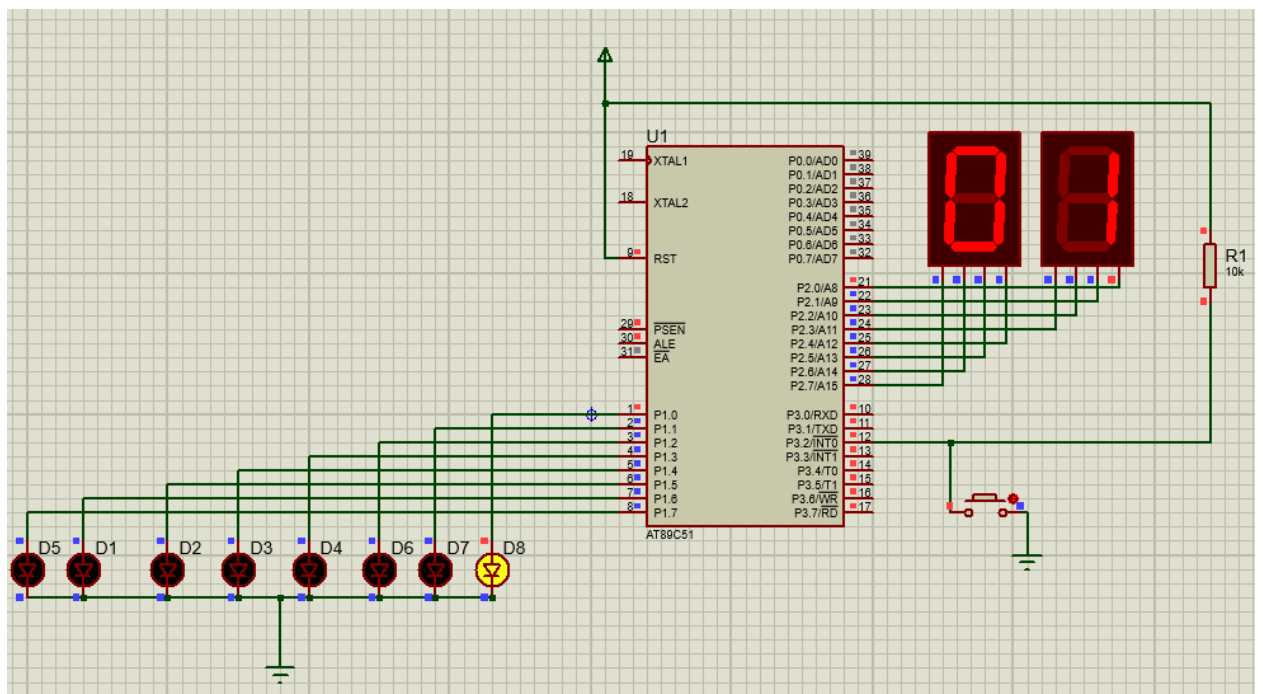 U1
19 XTAL1
18 XTAL2
9 RST
29 PSEN
30 ALE
31 EA
1 P1.0
2 P1.1
3 P1.2
4 P1.3
5 P1.4
6 P1.5
7 P1.6
8 P1.7
P0.0/AD0 39
P0.1/AD1 38
P0.2/AD2 37
P0.3/AD3 36
P0.4/AD4 35
P0.5/AD5 34
P0.6/AD6 33
P0.7/AD7 32
P2.0/A8 21
P2.1/A9 22
P2.2/A10 23
P2.3/A11 24
P2.4/A12 25
P2.5/A13 26
P2.6/A14 27
P2.7/A15 28
P3.0/RXD 10
P3.1/TXD 11
P3.2/INT0 12
P3.3/INT1 13
P3.4/T0 14
P3.5/T1 15
P3.6/WR 16
P3.7/RD 17
AT89C51
0 1
R1
10k
D5 D1 D2 D3 D4 D6 D7 D8